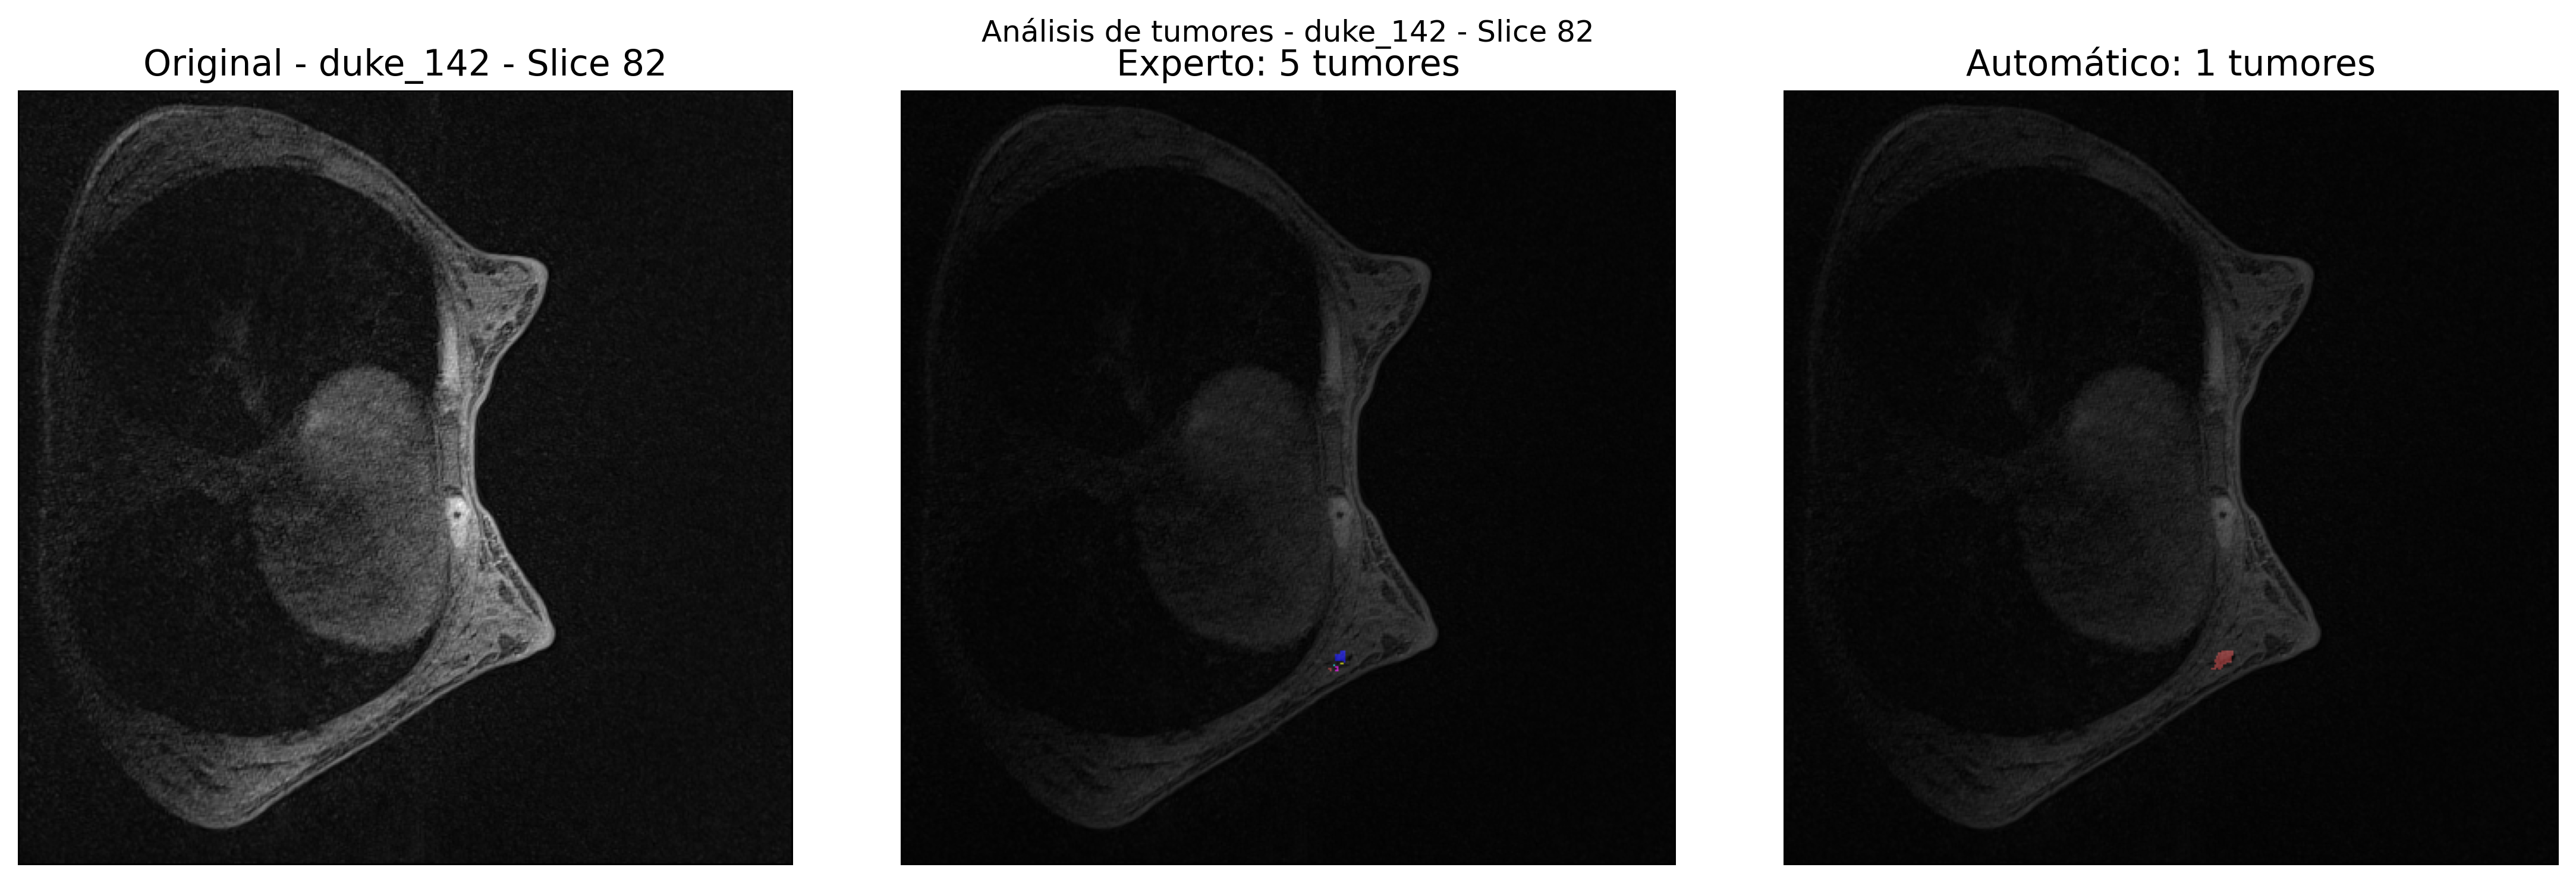 Análisis de tumores - duke_142 - Slice 82
Original - duke_142 - Slice 82
Experto: 5 tumores
Automático: 1 tumores